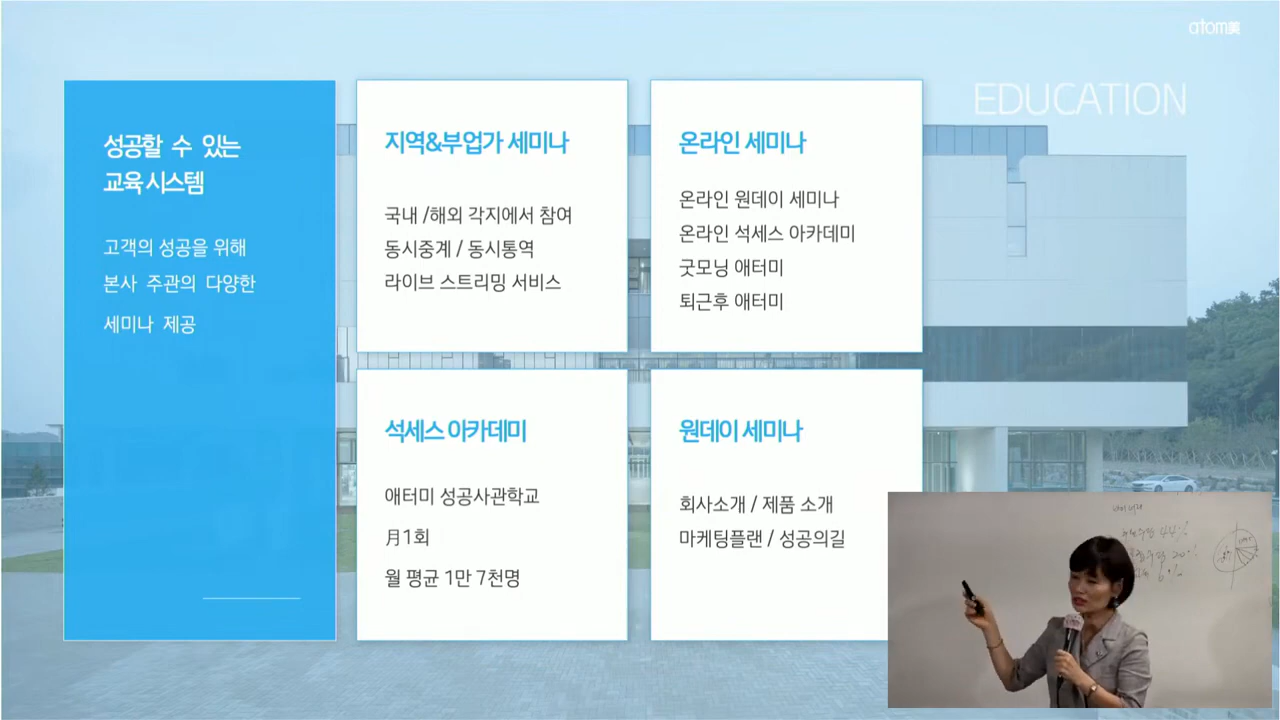 atom美
EDUCATION
성공할 수 있는
교육 시스템
고객의 성공을 위해
본사 주관의 다양한
세미나 제공
지역&부업가 세미나
국내 /해외 각지에서 참여
동시중계 / 동시통역
라이브 스트리밍 서비스
온라인 세미나
온라인 원데이 세미나
온라인 석세스 아카데미
굿모닝 애터미
퇴근후 애터미
석세스 아카데미
애터미 성공사관학교
月1회
월 평균 1만 7천명
원데이 세미나
회사소개 / 제품 소개
마케팅플랜 / 성공의길